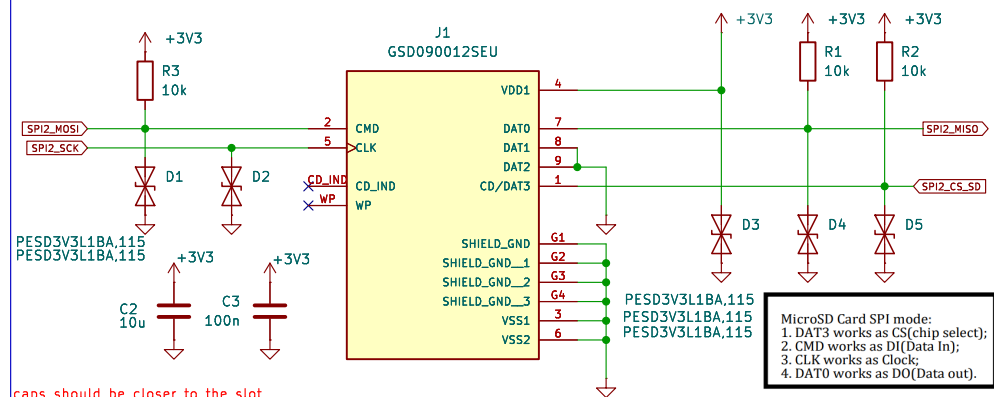 +3V3
+3V3
+3V3
+3V3
J1
GSD090012SEU
R3
10k
R1
10k
R2
10k
4
VDD1
SPI2_MOSI
2
CMD
DAT0
7
SPI2_MISO
SPI2_SCK
5
CLK
DAT1
8
DAT2
9
D1
D2
CD_IND
CD_IND
CD/DAT3
1
SPI2_CS_SD
WP
WP
D3
D4
D5
PESD3V3L1BA,115
PESD3V3L1BA,115
SHIELD_GND
G1
+3V3
+3V3
SHIELD_GND__1
G2
SHIELD_GND__2
G3
C2
10u
C3
100n
SHIELD_GND__3
G4
VSS1
3
VSS2
6
PESD3V3L1BA,115
PESD3V3L1BA,115
PESD3V3L1BA,115
MicroSD Card SPI mode:
1. DAT3 works as CS(chip select);
2. CMD works as DI(Data In);
3. CLK works as Clock;
4. DAT0 works as DO(Data out).
caps should be closer to the slot